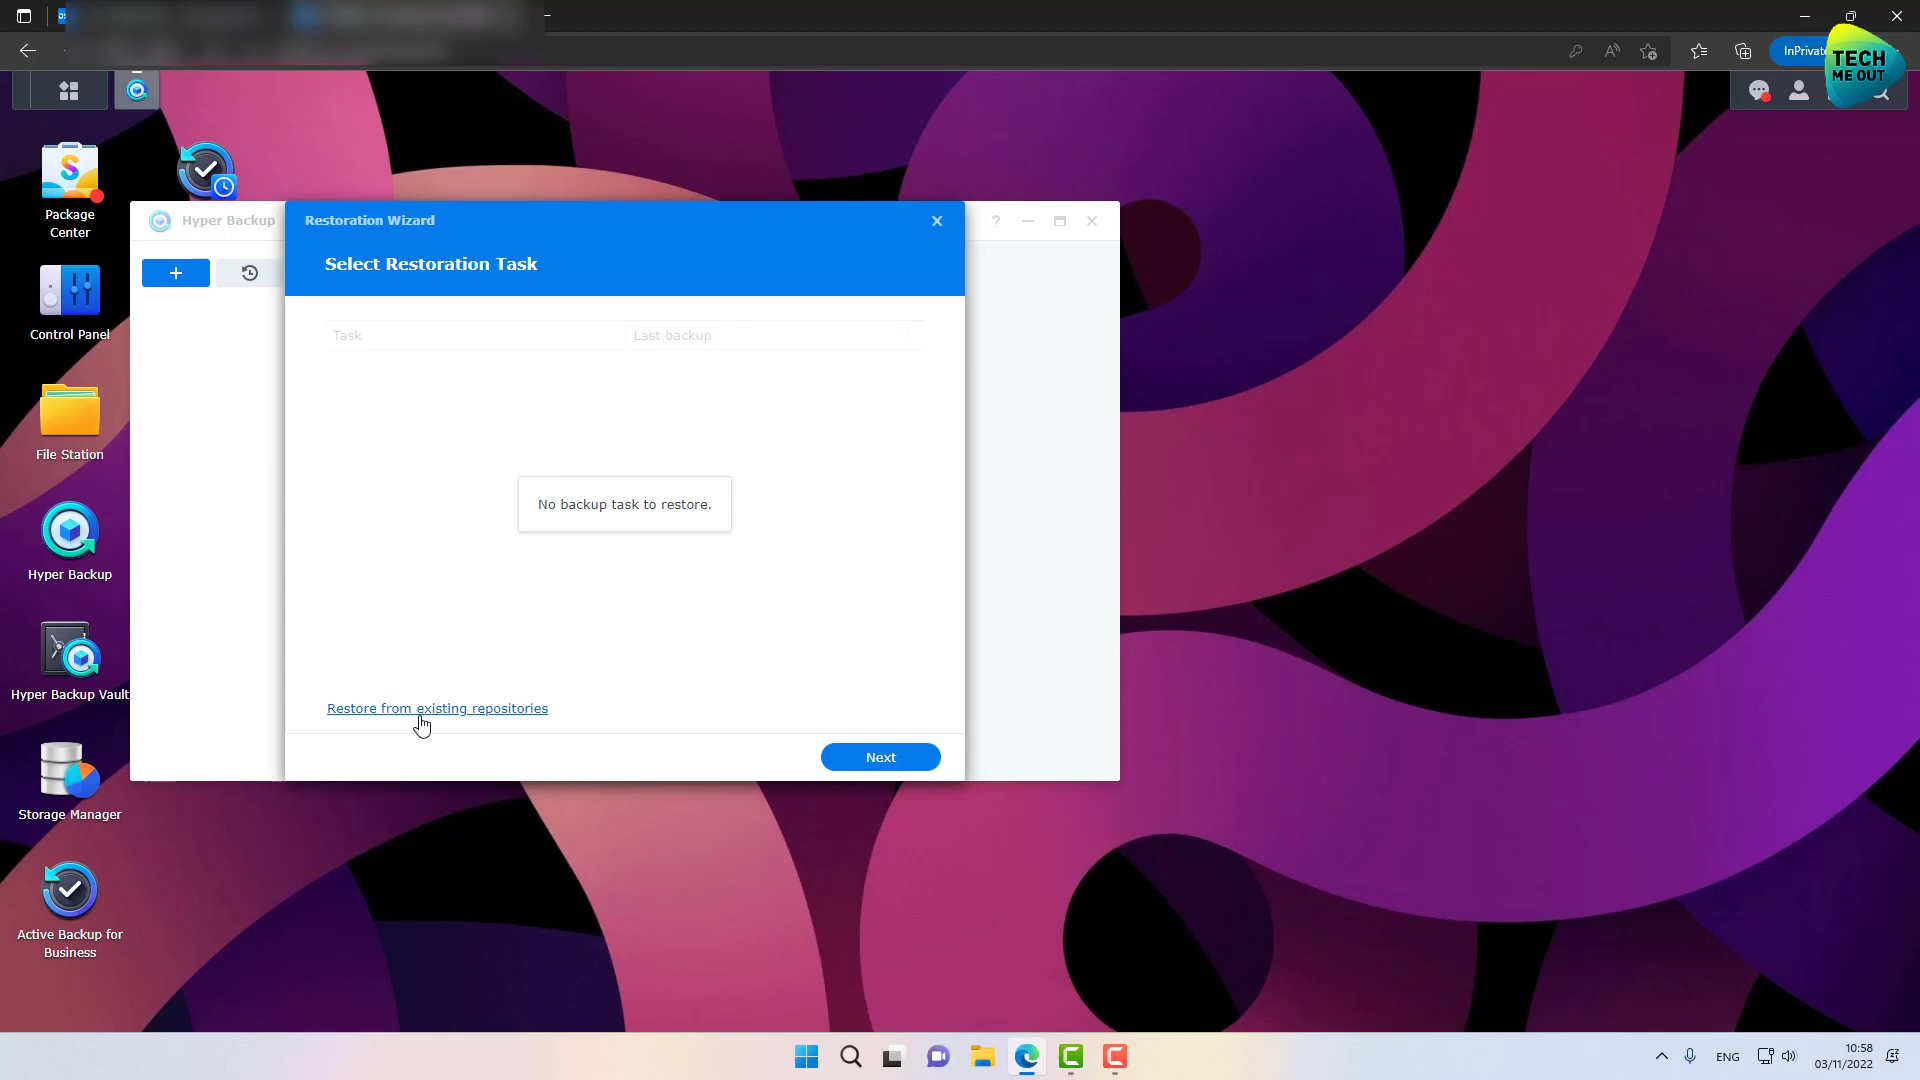 InPrivate
TECH
ME OUT
Package
Center
Control Panel
File Station
Hyper Backup
Hyper Backup Vault
Storage Manager
Active Backup for
Business
Hyper Backup
Restoration Wizard
Select Restoration Task
Task
Last backup
No backup task to restore.
Restore from existing repositories
Next
ENG
10:58
03/11/2022